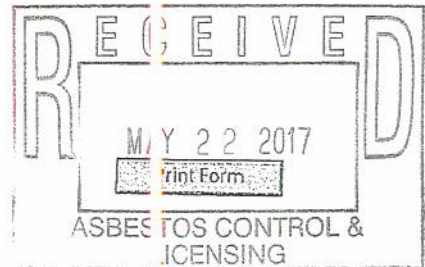 RECEIVED
MAY 22 2017
Print Form
ASBESTOS CONTROL &
LICENSING